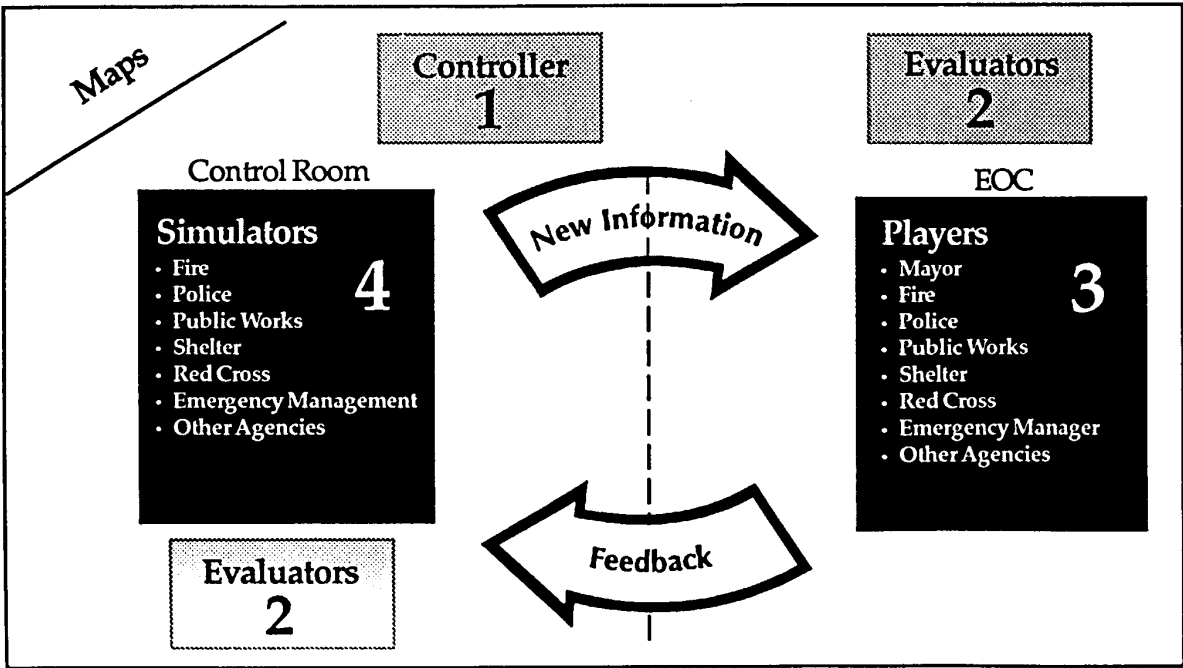 Maps
Controller
1
Evaluators
2
Control Room
Simulators
4
• Fire
• Police
• Public Works
• Shelter
• Red Cross
• Emergency Management
• Other Agencies
New Information
EOC
Players
3
• Mayor
• Fire
• Police
• Public Works
• Shelter
• Red Cross
• Emergency Manager
• Other Agencies
Feedback
Evaluators
2